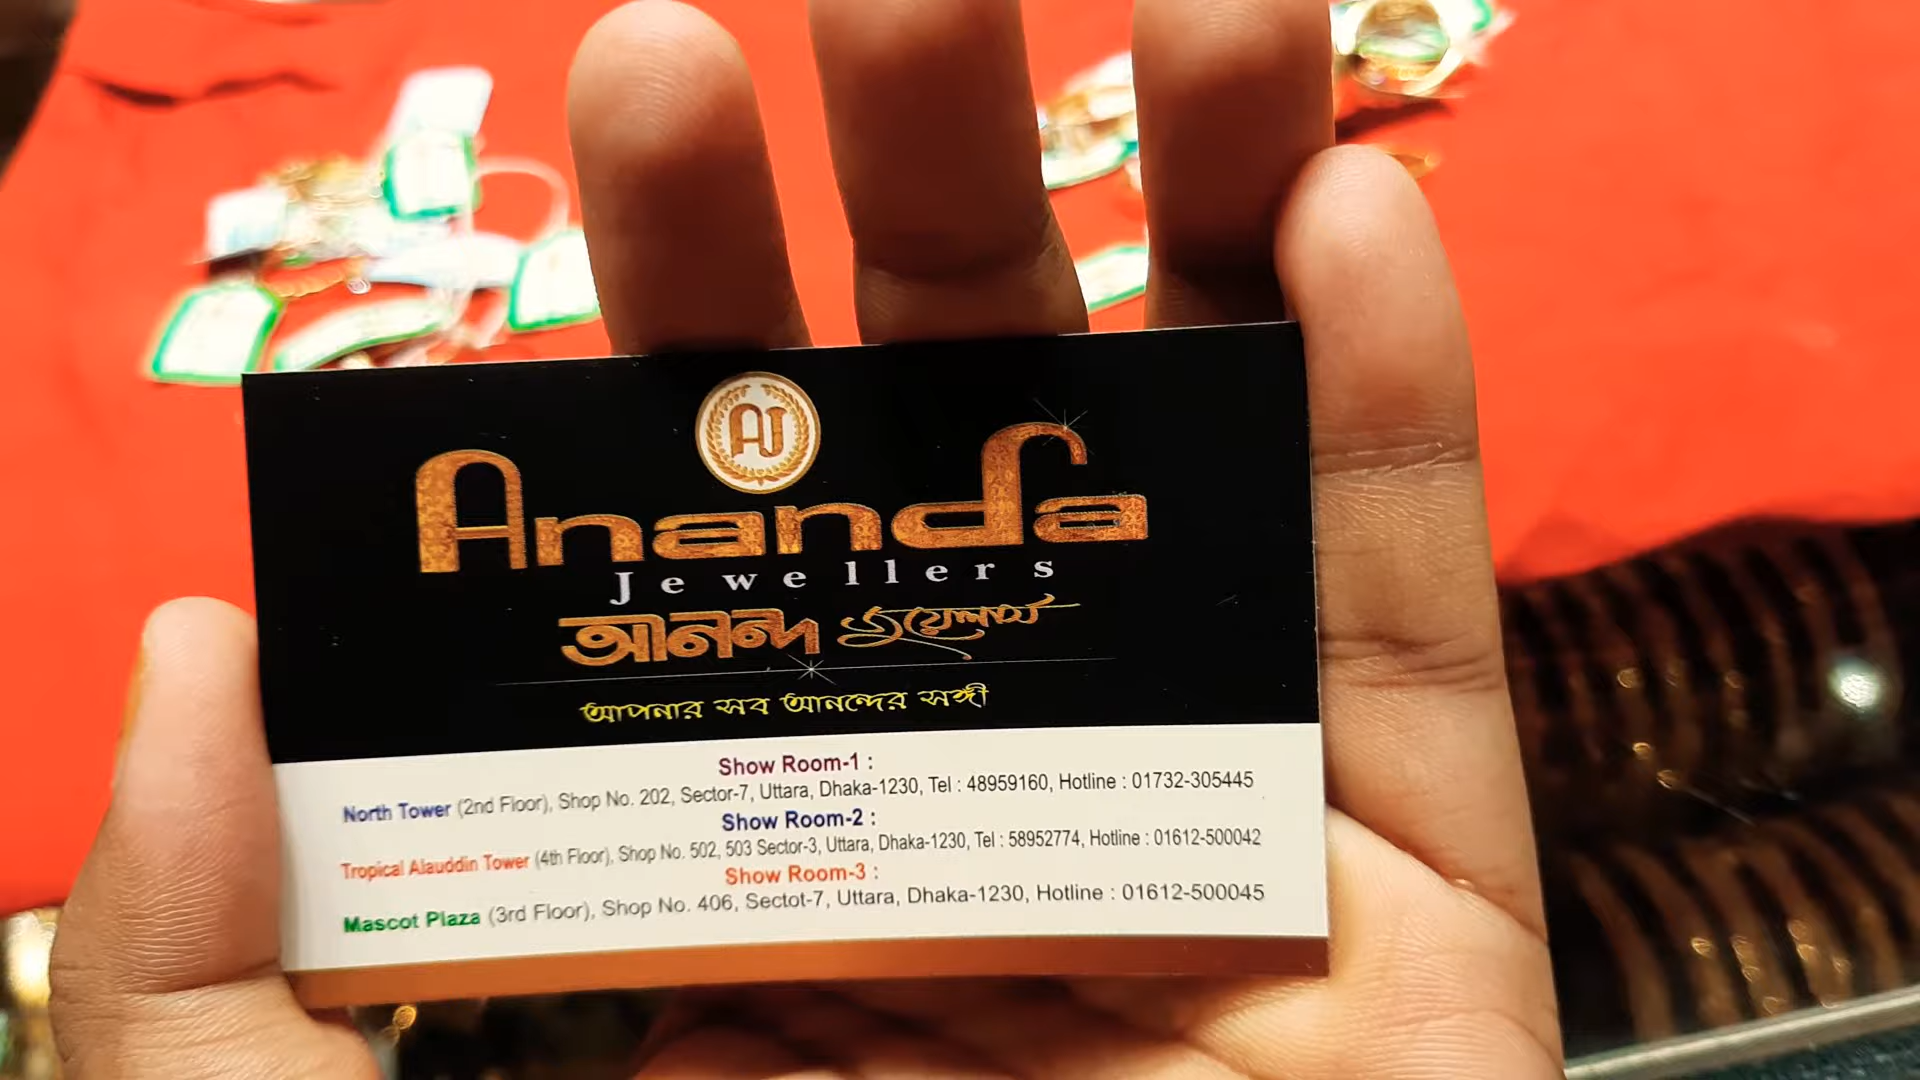 AJ
Ananda
Jewellers
আনন্দ জুয়েলার্স
আপনার সব আনন্দের সঙ্গী
Show Room-1 :
North Tower (2nd Floor), Shop No. 202, Sector-7, Uttara, Dhaka-1230, Tel : 48959160, Hotline : 01732-305445
Show Room-2 :
Tropical Alauddin Tower (4th Floor), Shop No. 502, 503 Sector-3, Uttara, Dhaka-1230, Tel : 58952774, Hotline : 01612-500042
Show Room-3 :
Mascot Plaza (3rd Floor), Shop No. 406, Sectot-7, Uttara, Dhaka-1230, Hotline : 01612-500045